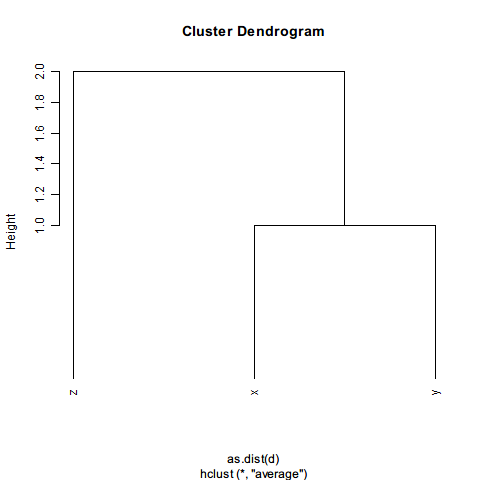 Cluster Dendrogram
Height
2.0
1.8
1.6
1.4
1.2
1.0
z
x
y
as.dist(d)
hclust (*, "average")